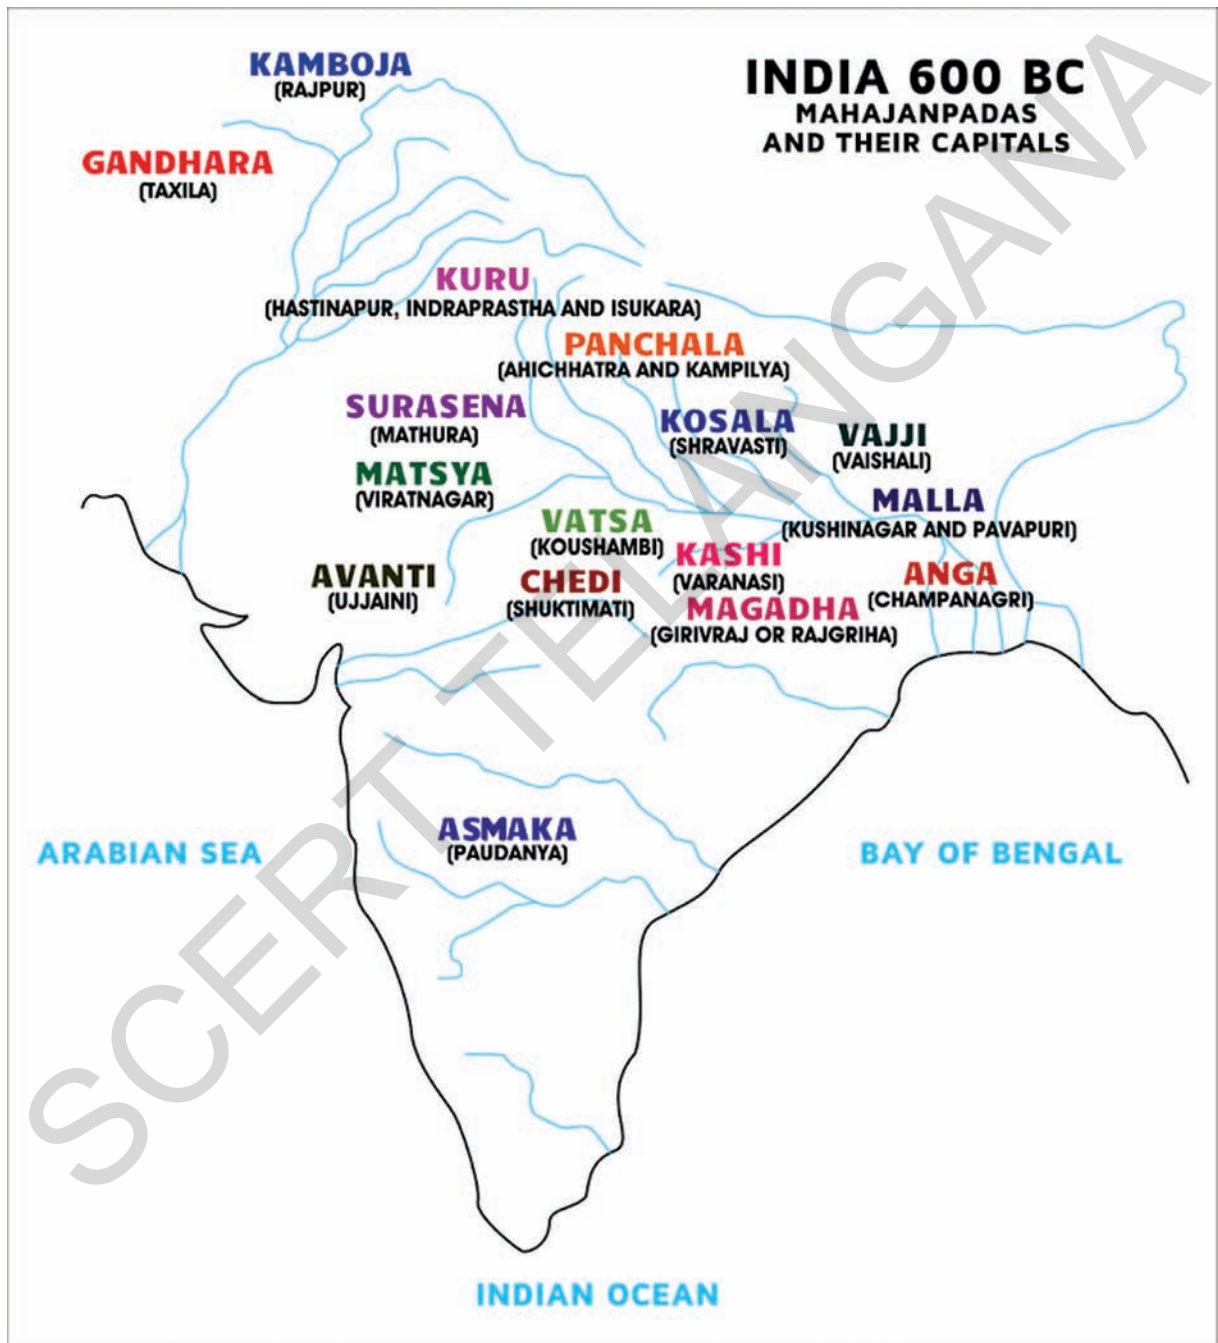 KAMBOJA
(RAJPUR)
INDIA 600 BC
MAHAJANPADAS
AND THEIR CAPITALS
GANDHARA
(TAXILA)
KURU
(HASTINAPUR, INDRAPRASTHA AND ISUKARA)
PANCHALA
(AHICHHATRA AND KAMPILYA)
SURASENA
(MATHURA)
KOSALA
(SHRAVASTI)
VAJJI
(VAISHALI)
MATSYA
(VIRATNAGAR)
MALLA
(KUSHINAGAR AND PAVAPURI)
VATSA
(KOUSHAMBI)
KASHI
(VARANASI)
AVANTI
(UJJAINI)
CHEDI
(SHUKTIMATI)
ANGA
(CHAMPANAGRI)
MAGADHA
(GIRIVRAJ OR RAJGRIHA)
ASMAKA
(PAUDANYA)
ARABIAN SEA
BAY OF BENGAL
INDIAN OCEAN
SCERT TELANGANA